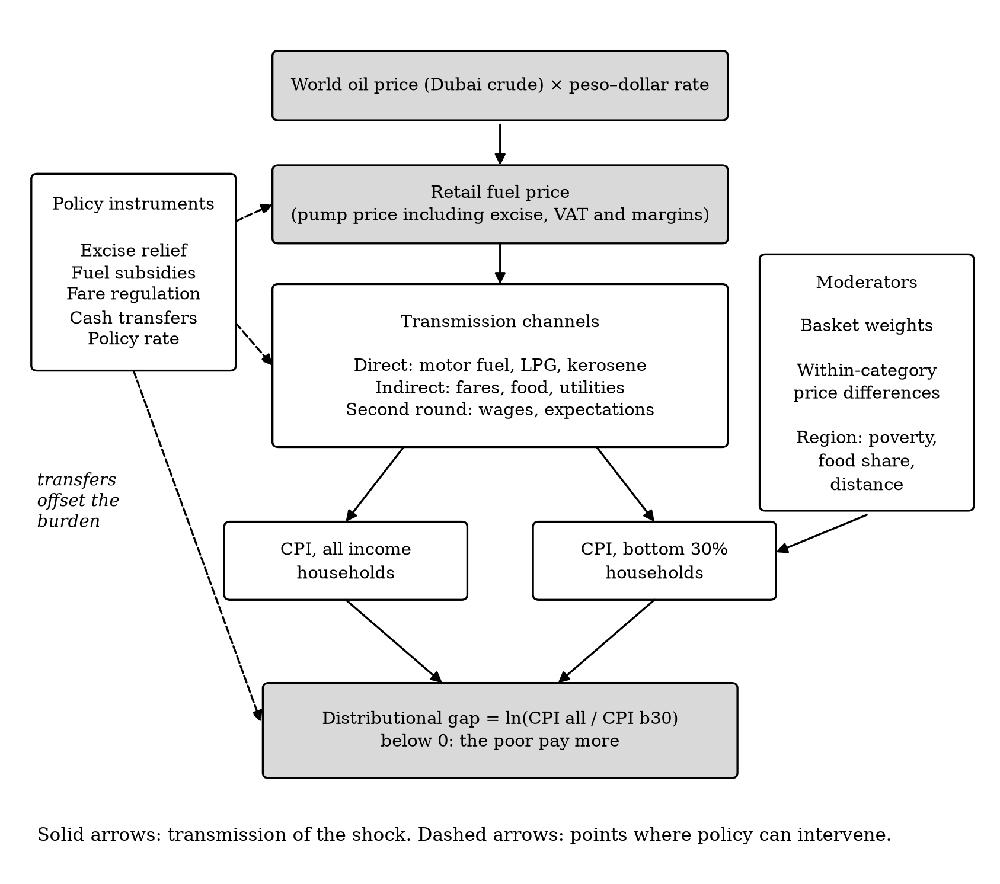 World oil price (Dubai crude) × peso–dollar rate
Retail fuel price
(pump price including excise, VAT and margins)
Policy instruments
Excise relief
Fuel subsidies
Fare regulation
Cash transfers
Policy rate
Transmission channels
Direct: motor fuel, LPG, kerosene
Indirect: fares, food, utilities
Second round: wages, expectations
Moderators
Basket weights
Within-category
price differences
Region: poverty,
food share,
distance
transfers
offset the
burden
CPI, all income
households
CPI, bottom 30%
households
Distributional gap = ln(CPI all / CPI b30)
below 0: the poor pay more
Solid arrows: transmission of the shock. Dashed arrows: points where policy can intervene.